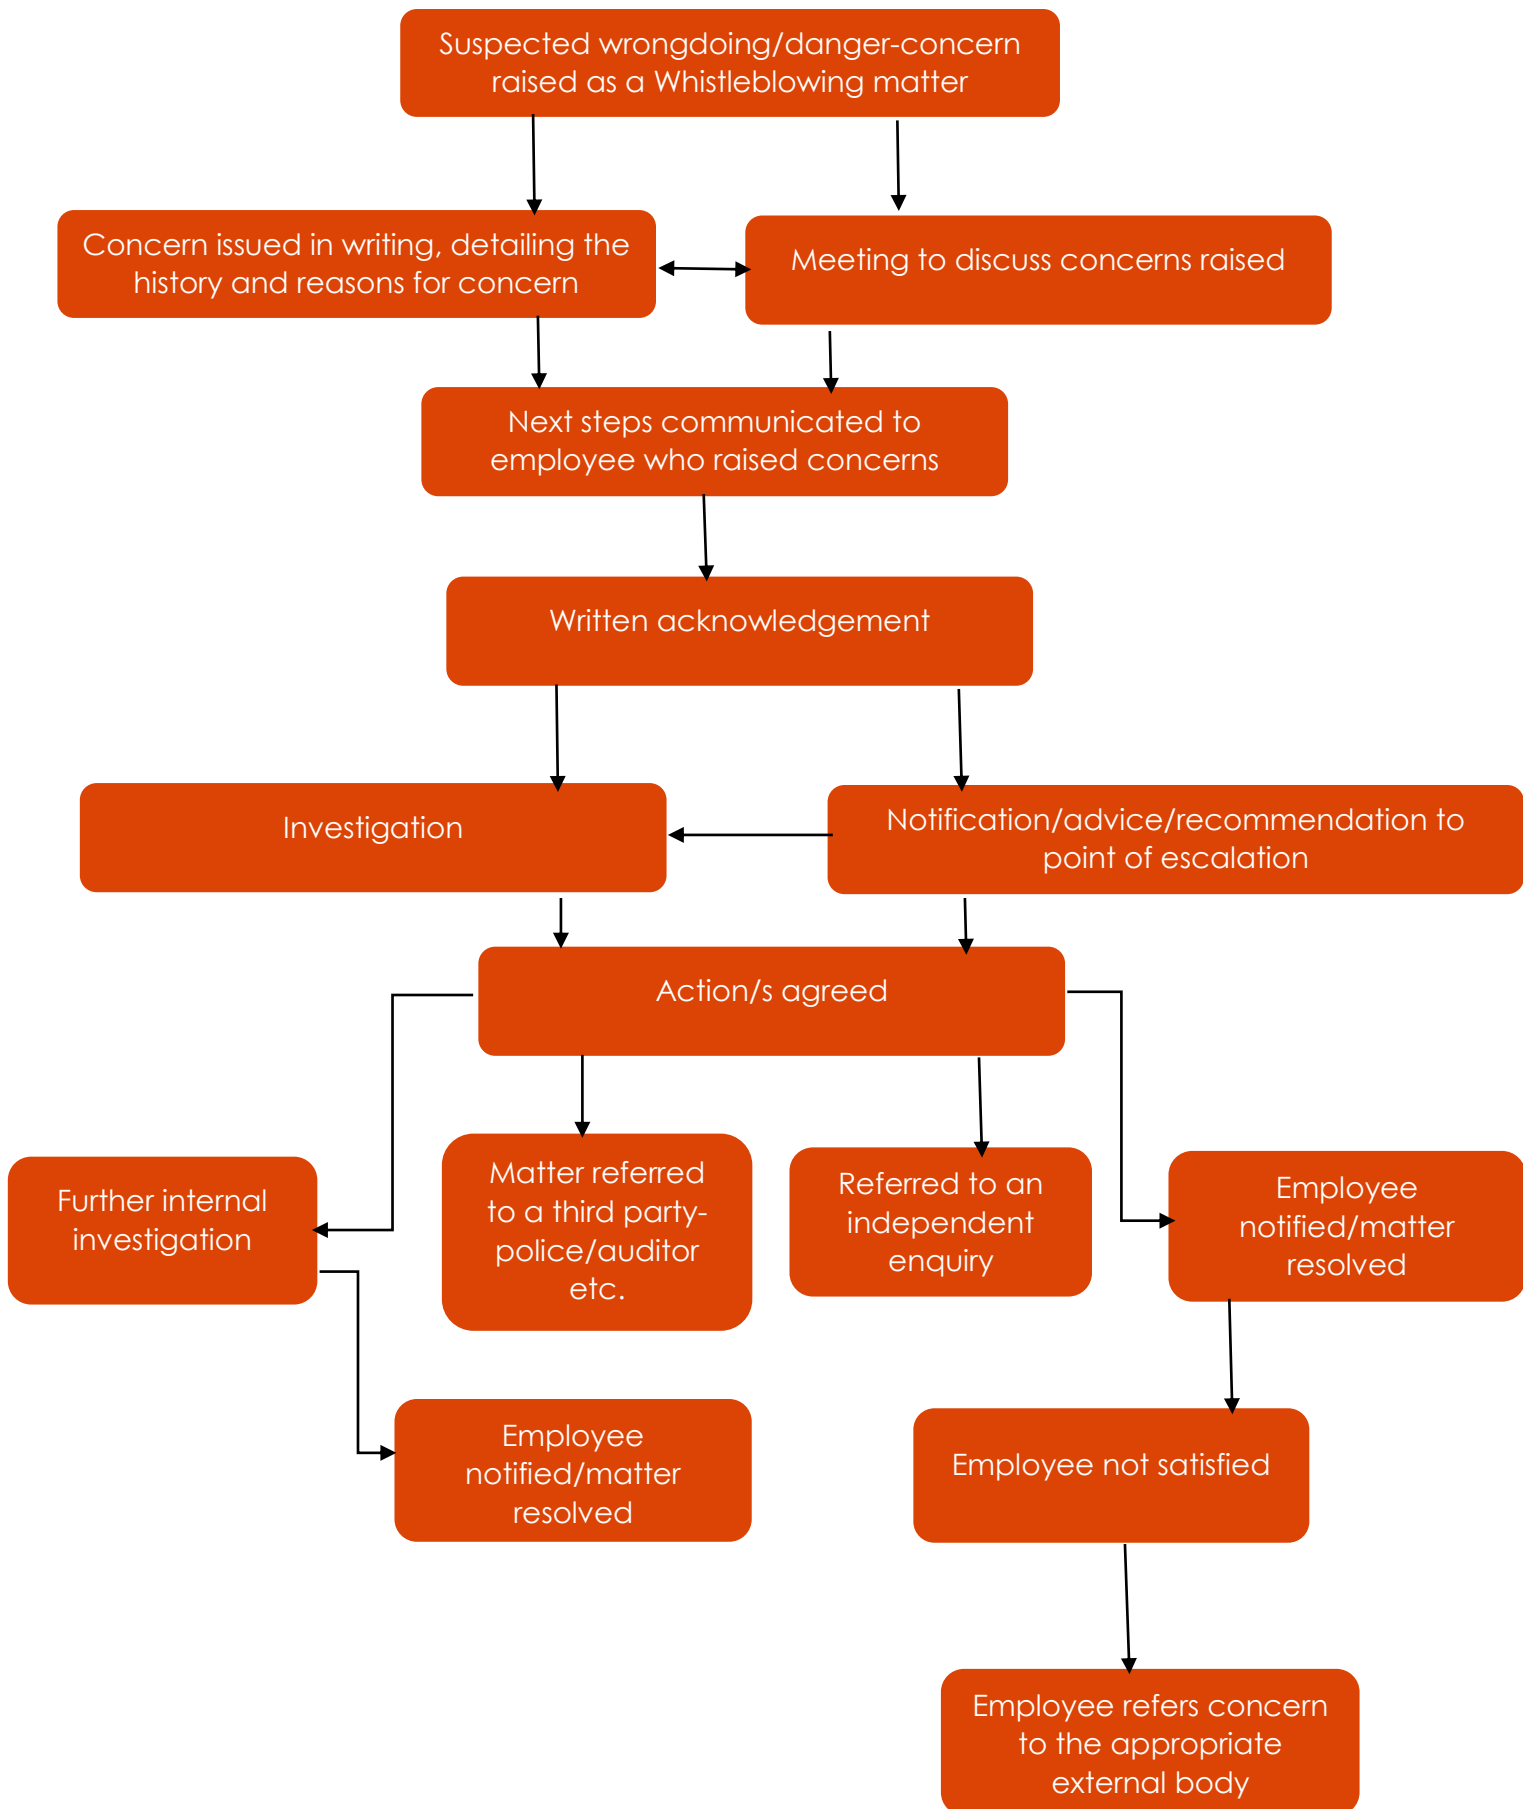 Suspected wrongdoing/danger-concern
raised as a Whistleblowing matter
Concern issued in writing, detailing the
history and reasons for concern
Meeting to discuss concerns raised
Next steps communicated to
employee who raised concerns
Written acknowledgement
Investigation
Notification/advice/recommendation to
point of escalation
Action/s agreed
Further internal
investigation
Matter referred
to a third party-
police/auditor
etc.
Referred to an
independent
enquiry
Employee
notified/matter
resolved
Employee
notified/matter
resolved
Employee not satisfied
Employee refers concern
to the appropriate
external body